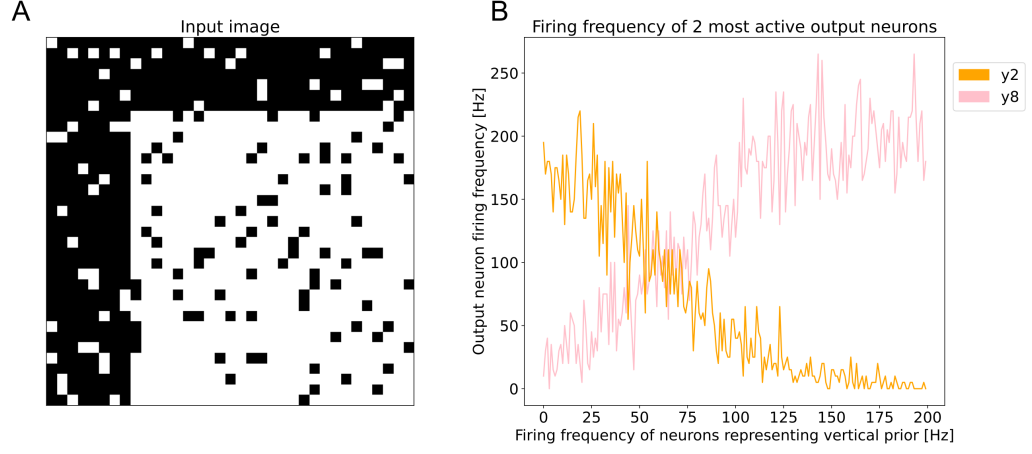 A
Input image
B
Firing frequency of 2 most active output neurons
Output neuron firing frequency [Hz]
250
200
150
100
50
0
0 25 50 75 100 125 150 175 200
Firing frequency of neurons representing vertical prior [Hz]
y2
y8